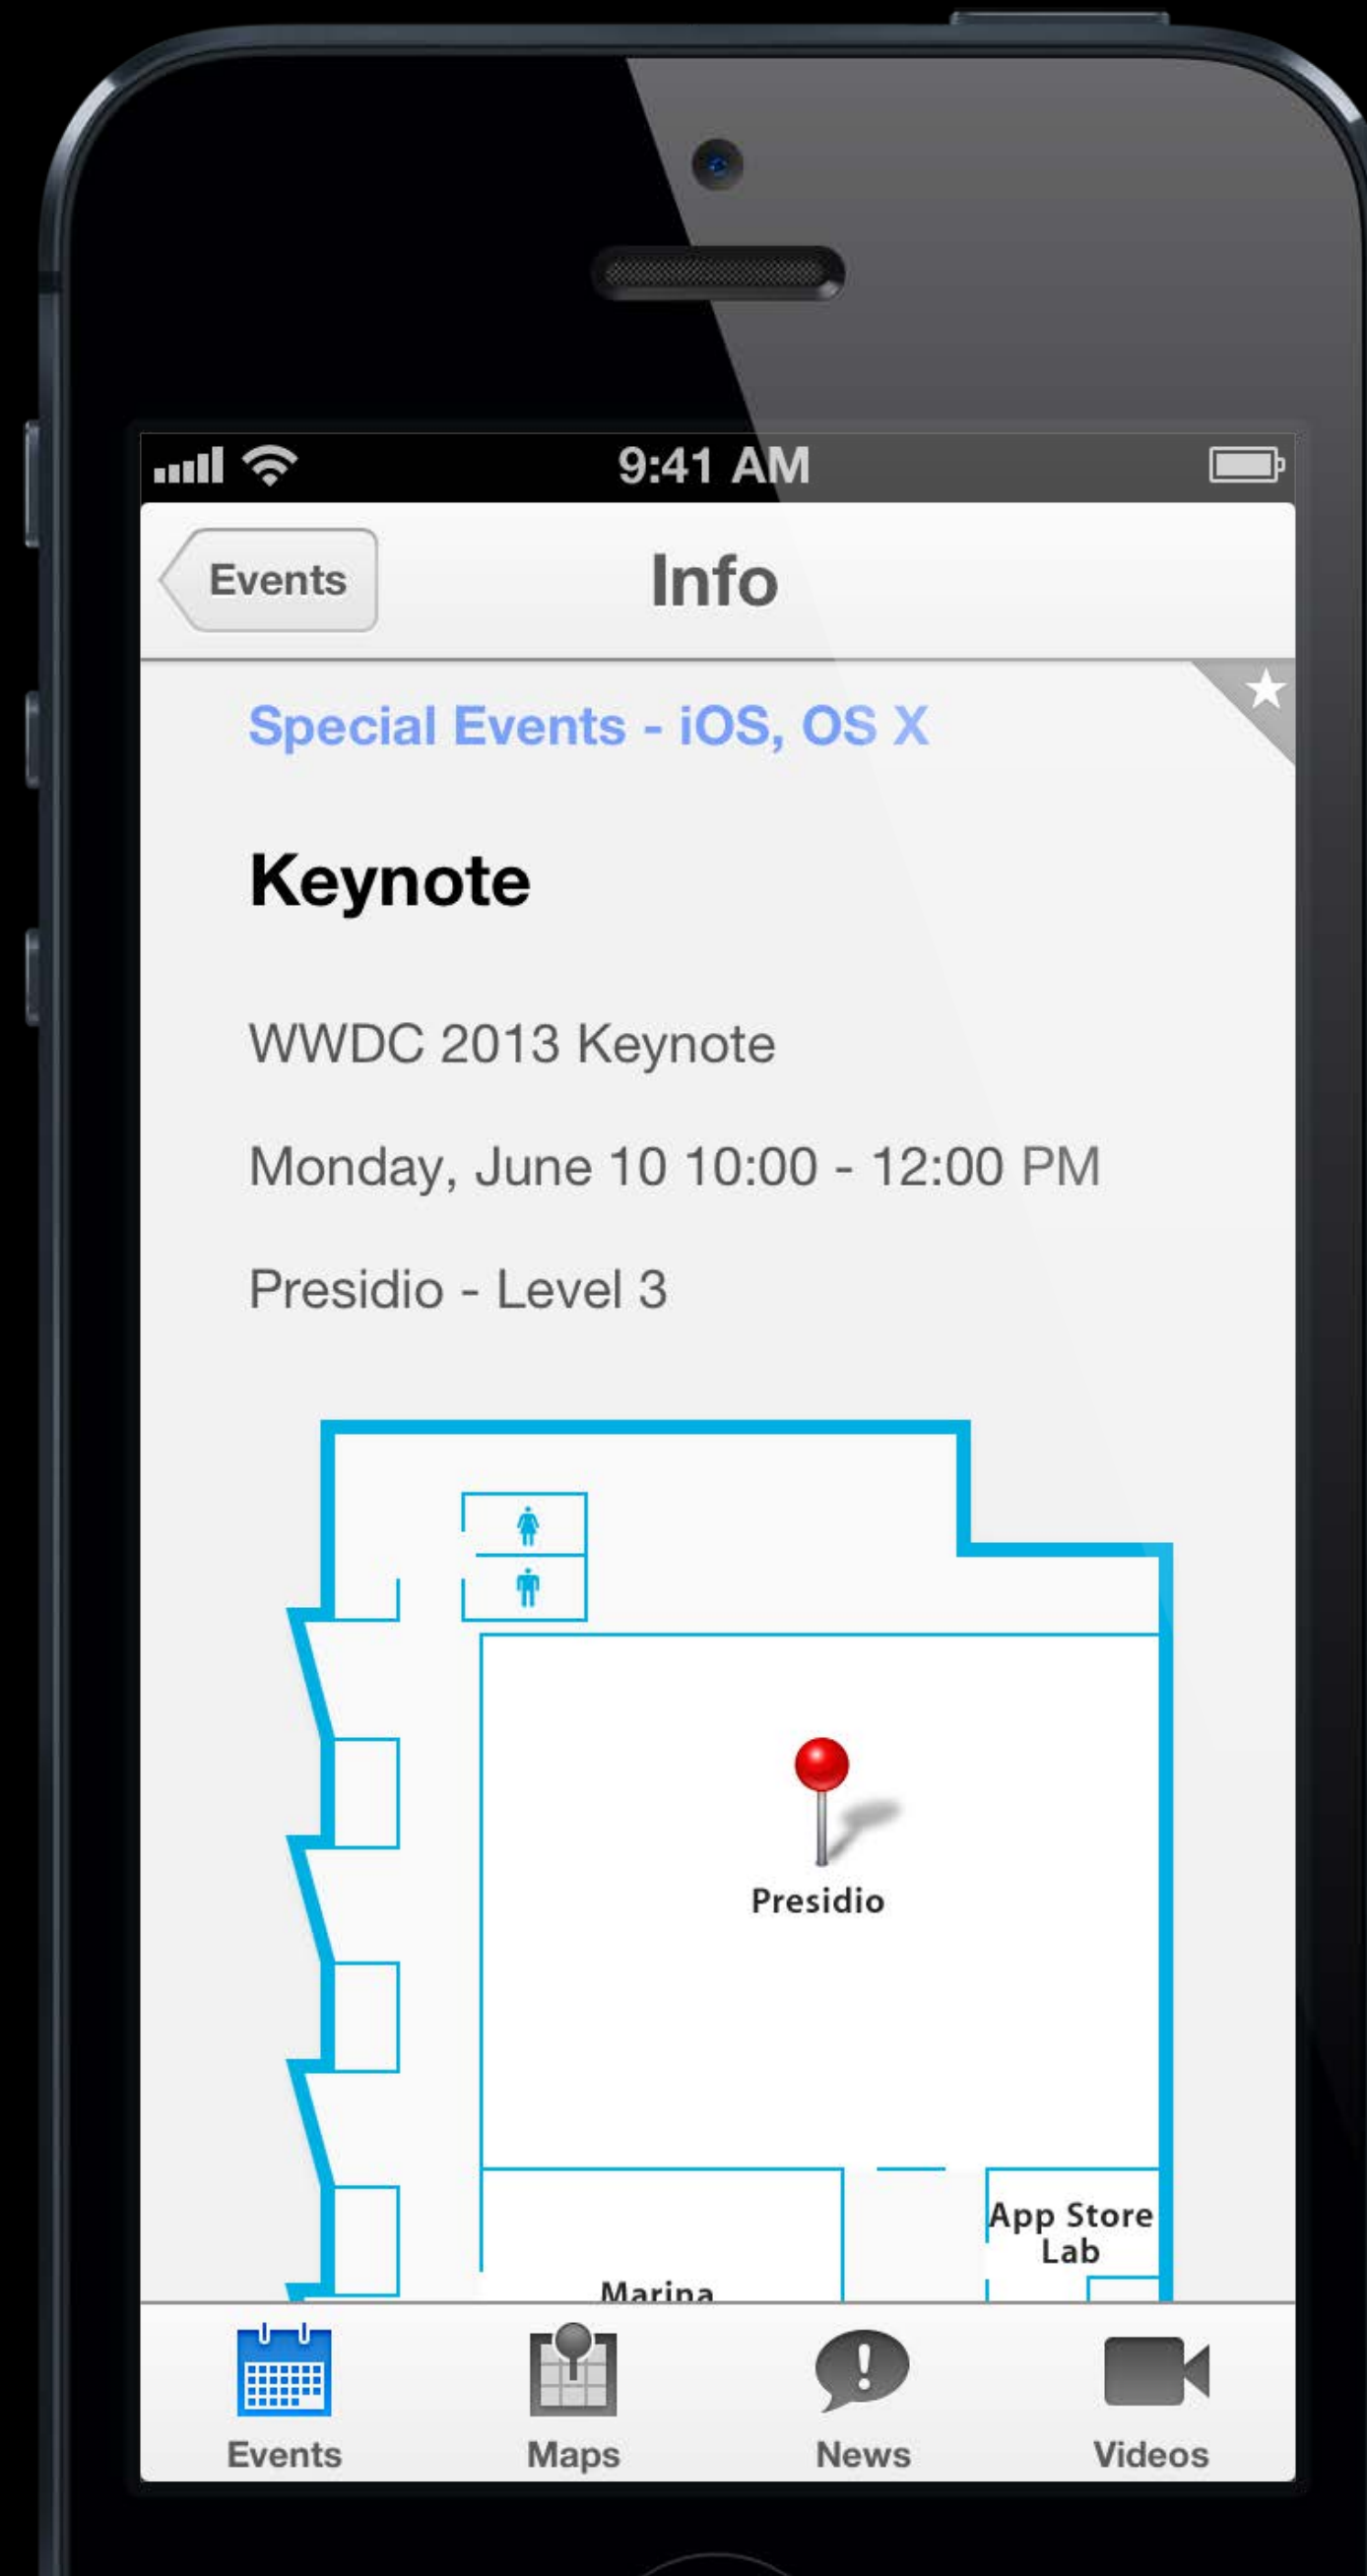 9:41 AM
Events
Info
Special Events - iOS, OS X
Keynote
WWDC 2013 Keynote
Monday, June 10 10:00 - 12:00 PM
Presidio - Level 3
Presidio
App Store
Lab
Marina
Events
Maps
News
Videos